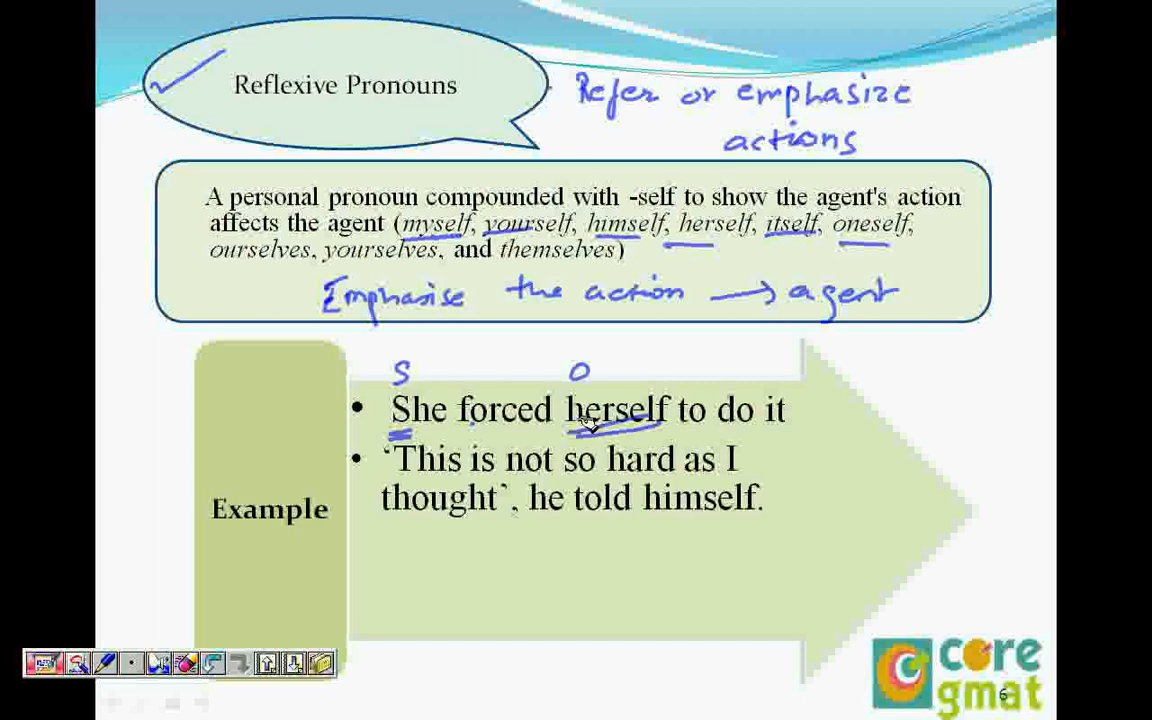 Reflexive Pronouns
Refer or emphasize
actions
A personal pronoun compounded with -self to show the agent's action
affects the agent (myself, yourself, himself, herself, itself, oneself,
ourselves, yourselves, and themselves)
Emphasise the action → agent
S O
• She forced herself to do it
• ‘This is not so hard as I
thought’, he told himself.
Example
core
gmat
6